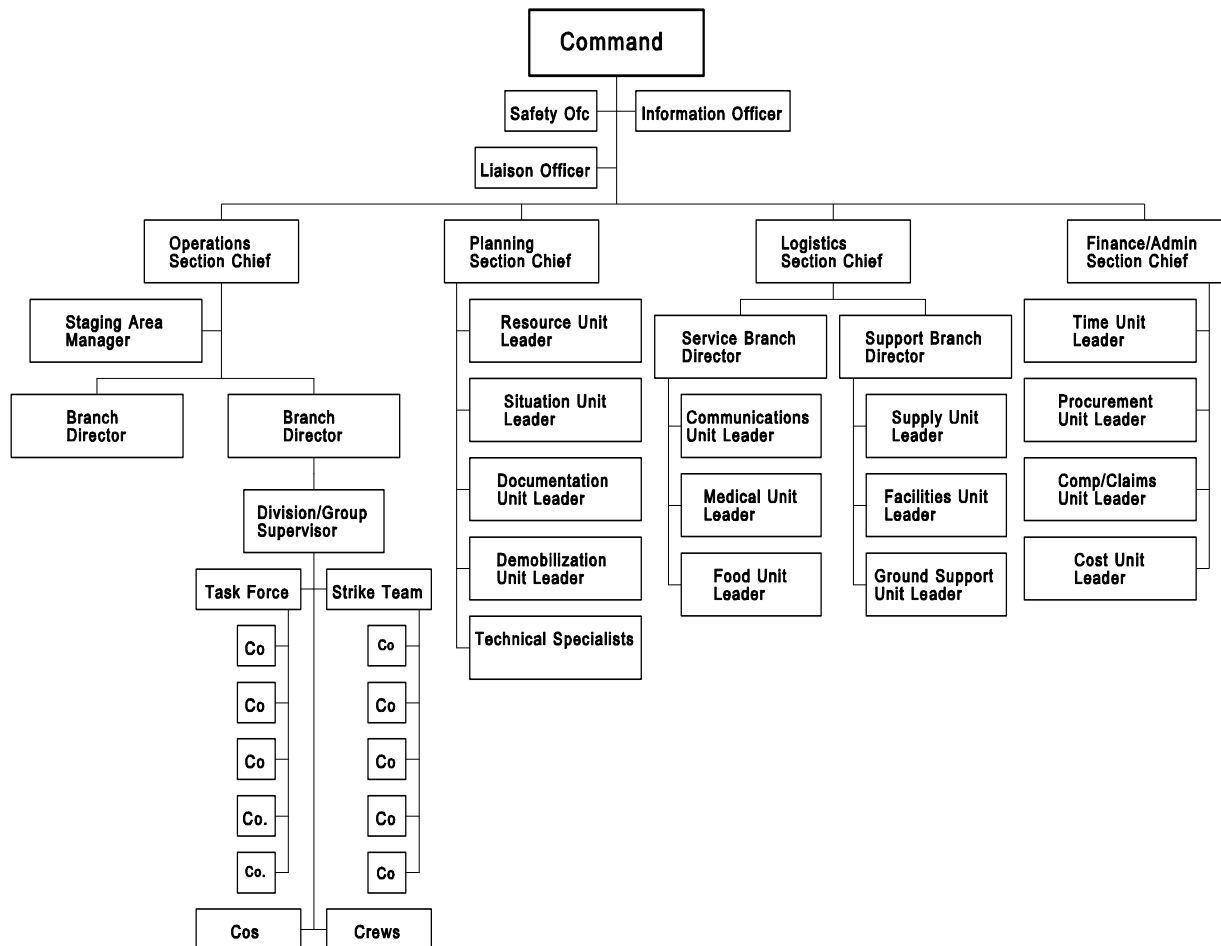 Command
Safety Ofc
Information Officer
Liaison Officer
Operations
Section Chief
Planning
Section Chief
Logistics
Section Chief
Finance/Admin
Section Chief
Staging Area
Manager
Branch
Director
Branch
Director
Division/Group
Supervisor
Task Force
Strike Team
Co
Co
Co
Co.
Co.
Co
Co
Co
Co
Co
Cos
Crews
Resource Unit
Leader
Situation Unit
Leader
Documentation
Unit Leader
Demobilization
Unit Leader
Technical Specialists
Service Branch
Director
Communications
Unit Leader
Medical Unit
Leader
Food Unit
Leader
Support Branch
Director
Supply Unit
Leader
Facilities Unit
Leader
Ground Support
Unit Leader
Time Unit
Leader
Procurement
Unit Leader
Comp/Claims
Unit Leader
Cost Unit
Leader